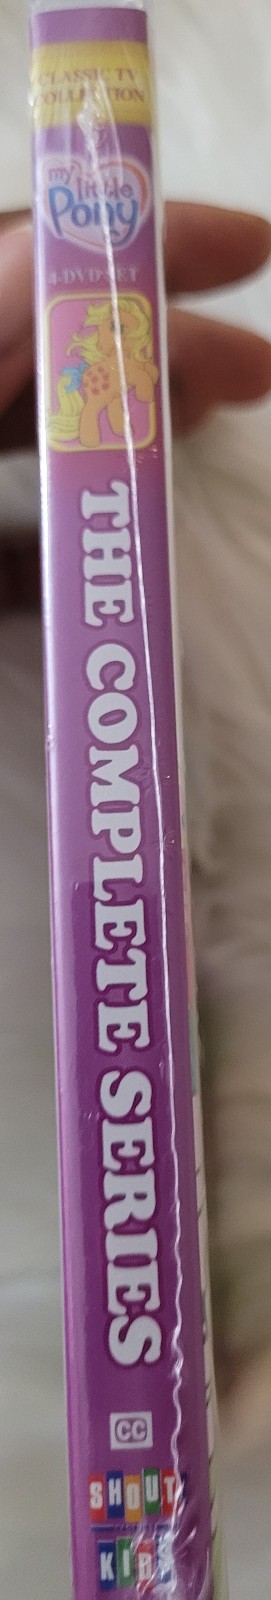 CLASSIC TV
COLLECTION
my
little
Pony
4-DVD SET
THE COMPLETE SERIES
CC
SHOUT
KIDS